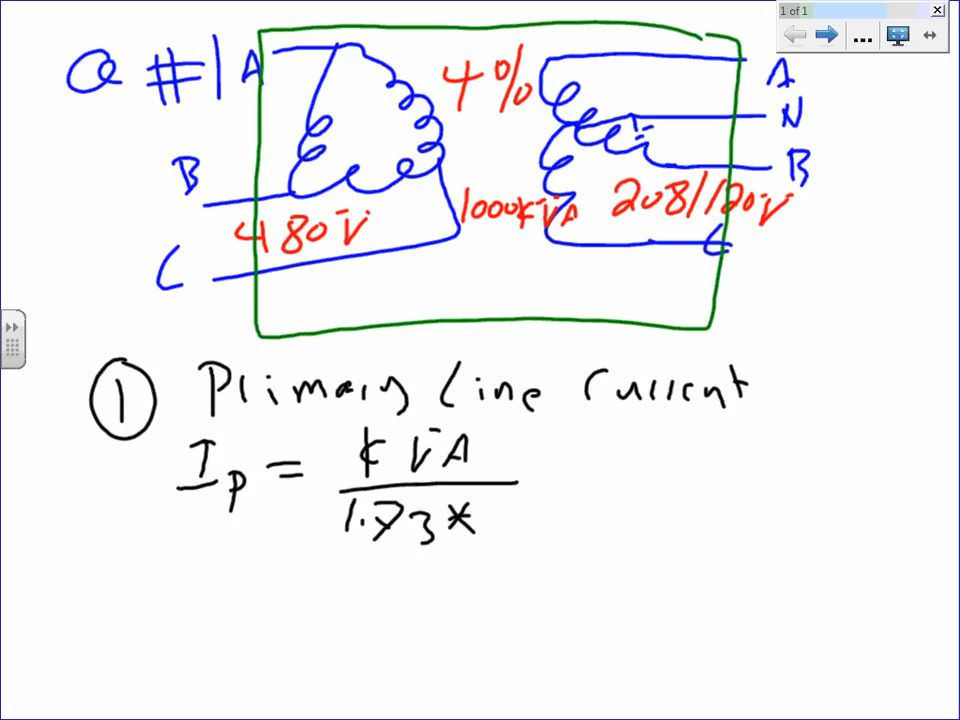 1 of 1
Q #1 A 4% A
N
B B
1000KVA 208/120V
480V
C C
① Primary Line Current
Ip = KVA
1.73*